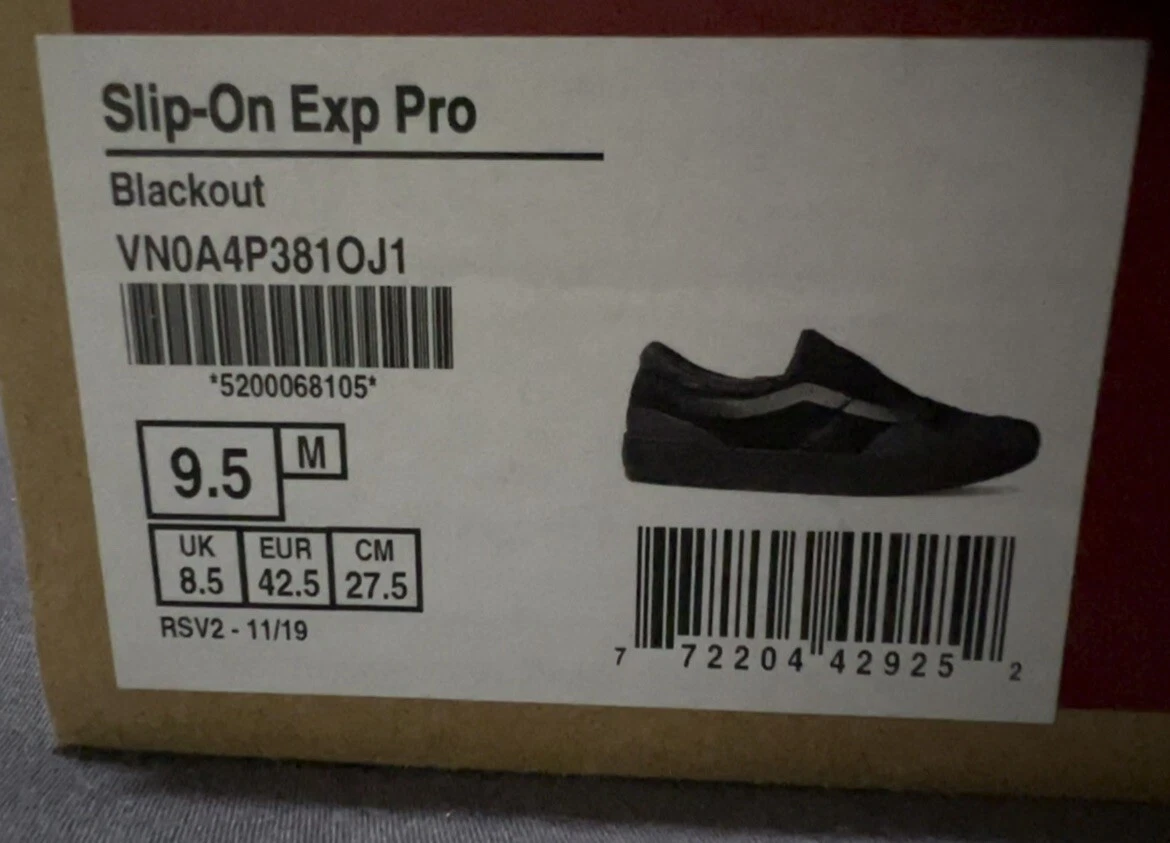 Slip-On Exp Pro
Blackout
VN0A4P381OJ1
*5200068105*
9.5 M
UK EUR CM
8.5 42.5 27.5
RSV2 - 11/19
7 72204 42925 2